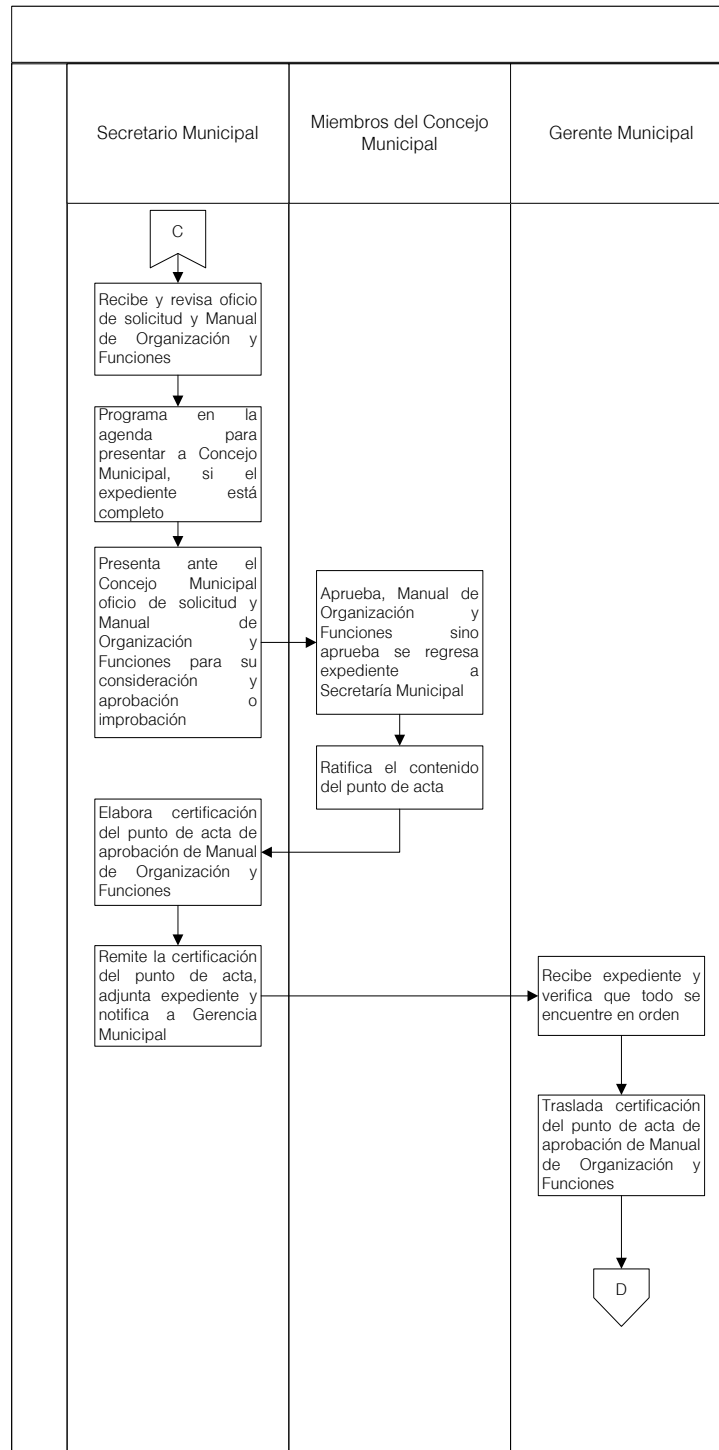 Secretario Municipal
Miembros del Concejo
Municipal
Gerente Municipal
C
Recibe y revisa oficio
de solicitud y Manual
de Organización y
Funciones
Programa en la
agenda para
presentar a Concejo
Municipal, si el
expediente está
completo
Presenta ante el
Concejo Municipal
oficio de solicitud y
Manual de
Organización y
Funciones para su
consideración y
aprobación o
improbación
Aprueba, Manual de
Organización y
Funciones sino
aprueba se regresa
expediente a
Secretaría Municipal
Ratifica el contenido
del punto de acta
Elabora certificación
del punto de acta de
aprobación de Manual
de Organización y
Funciones
Remite la certificación
del punto de acta,
adjunta expediente y
notifica a Gerencia
Municipal
Recibe expediente y
verifica que todo se
encuentre en orden
Traslada certificación
del punto de acta de
aprobación de Manual
de Organización y
Funciones
D